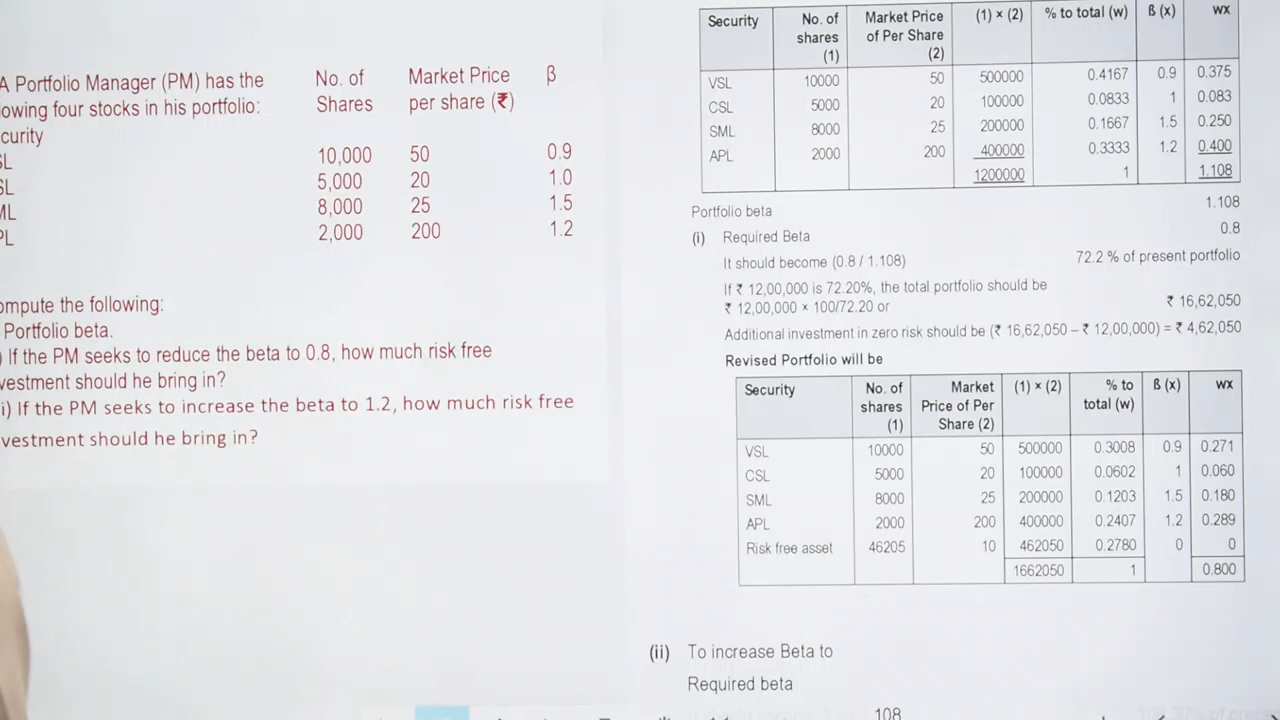 A Portfolio Manager (PM) has the
owing four stocks in his portfolio:
curity
No. of Shares
Market Price per share (₹)
β
SL 10,000 50 0.9
SL 5,000 20 1.0
ML 8,000 25 1.5
PL 2,000 200 1.2
ompute the following:
Portfolio beta.
) If the PM seeks to reduce the beta to 0.8, how much risk free
vestment should he bring in?
i) If the PM seeks to increase the beta to 1.2, how much risk free
vestment should he bring in?
Security No. of shares (1) Market Price of Per Share (2) (1) × (2) % to total (w) ß (x) wx
VSL 10000 50 500000 0.4167 0.9 0.375
CSL 5000 20 100000 0.0833 1 0.083
SML 8000 25 200000 0.1667 1.5 0.250
APL 2000 200 400000 0.3333 1.2 0.400
1200000 1 1.108
Portfolio beta 1.108
(i) Required Beta 0.8
It should become (0.8 / 1.108) 72.2 % of present portfolio
If ₹ 12,00,000 is 72.20%, the total portfolio should be
₹ 12,00,000 × 100/72.20 or ₹ 16,62,050
Additional investment in zero risk should be (₹ 16,62,050 – ₹ 12,00,000) = ₹ 4,62,050
Revised Portfolio will be
Security No. of shares (1) Market Price of Per Share (2) (1) × (2) % to total (w) ß (x) wx
VSL 10000 50 500000 0.3008 0.9 0.271
CSL 5000 20 100000 0.0602 1 0.060
SML 8000 25 200000 0.1203 1.5 0.180
APL 2000 200 400000 0.2407 1.2 0.289
Risk free asset 46205 10 462050 0.2780 0 0
1662050 1 0.800
(ii) To increase Beta to
Required beta
108